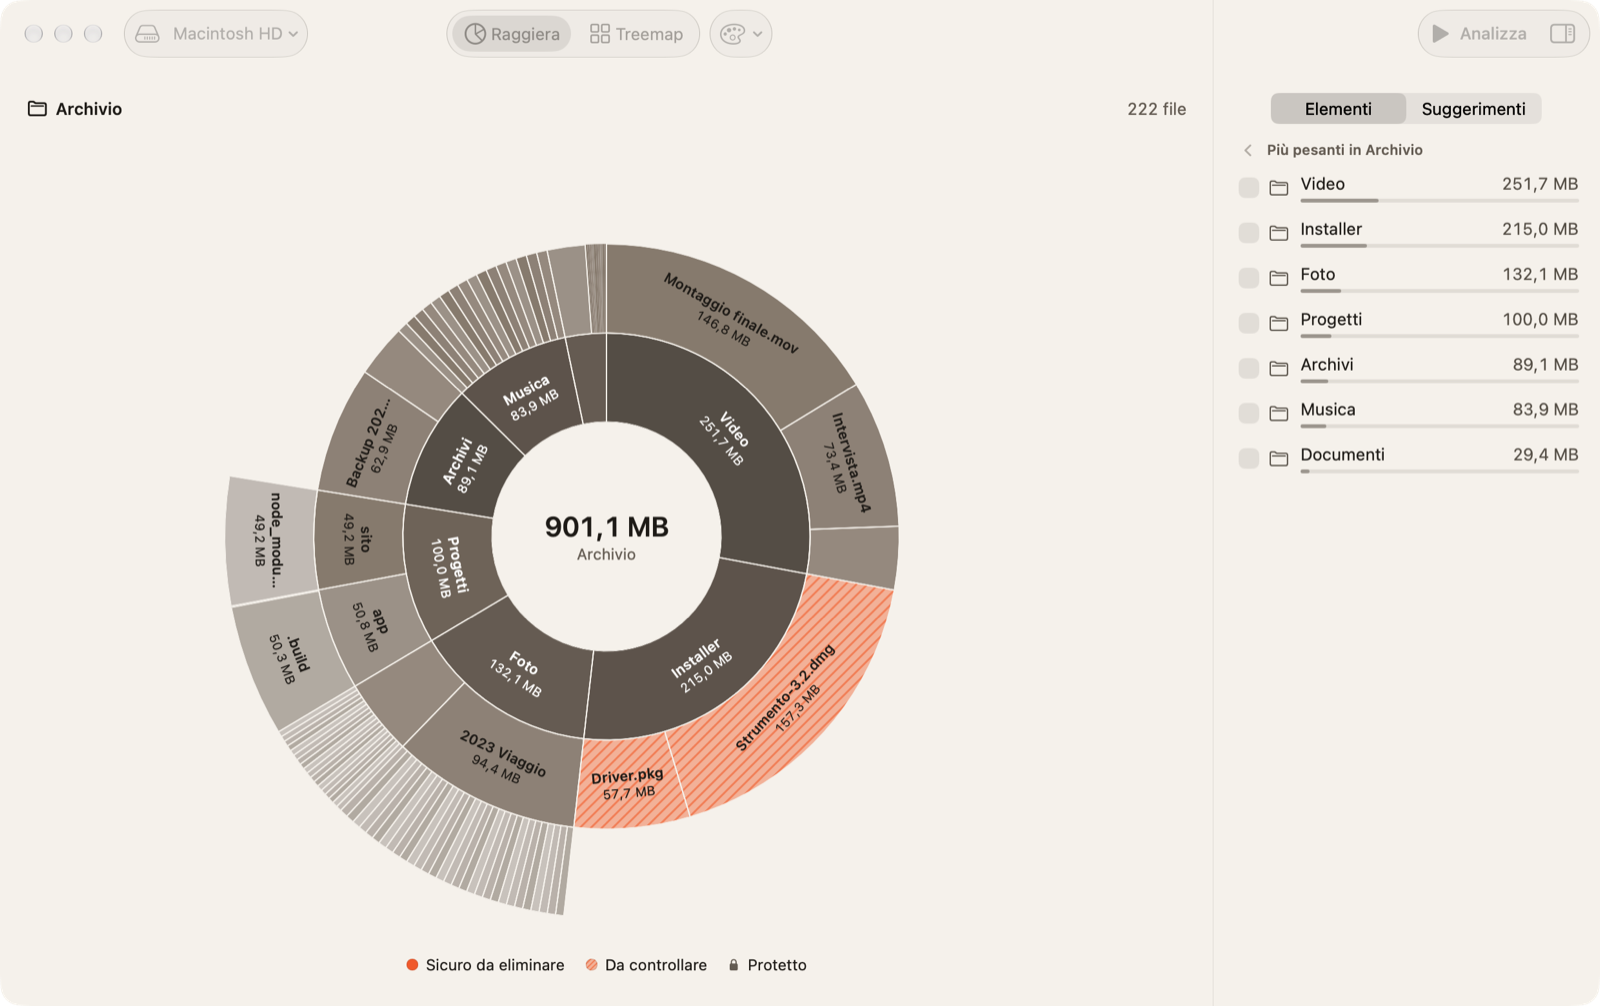 Macintosh HD
Raggiera
Treemap
Analizza
Archivio
222 file
Elementi
Suggerimenti
Più pesanti in Archivio
Video 251,7 MB
Installer 215,0 MB
Foto 132,1 MB
Progetti 100,0 MB
Archivi 89,1 MB
Musica 83,9 MB
Documenti 29,4 MB
Montaggio finale.mov
146,8 MB
Intervista.mp4
73,4 MB
Video
251,7 MB
Musica
83,9 MB
Archivi
89,1 MB
Backup 202...
62,9 MB
node_modu...
49,2 MB
sito
49,2 MB
Progetti
100,0 MB
app
50,8 MB
.build
50,3 MB
Foto
132,1 MB
2023 Viaggio
94,4 MB
Installer
215,0 MB
Strumento-3.2.dmg
157,3 MB
Driver.pkg
57,7 MB
901,1 MB
Archivio
Sicuro da eliminare
Da controllare
Protetto